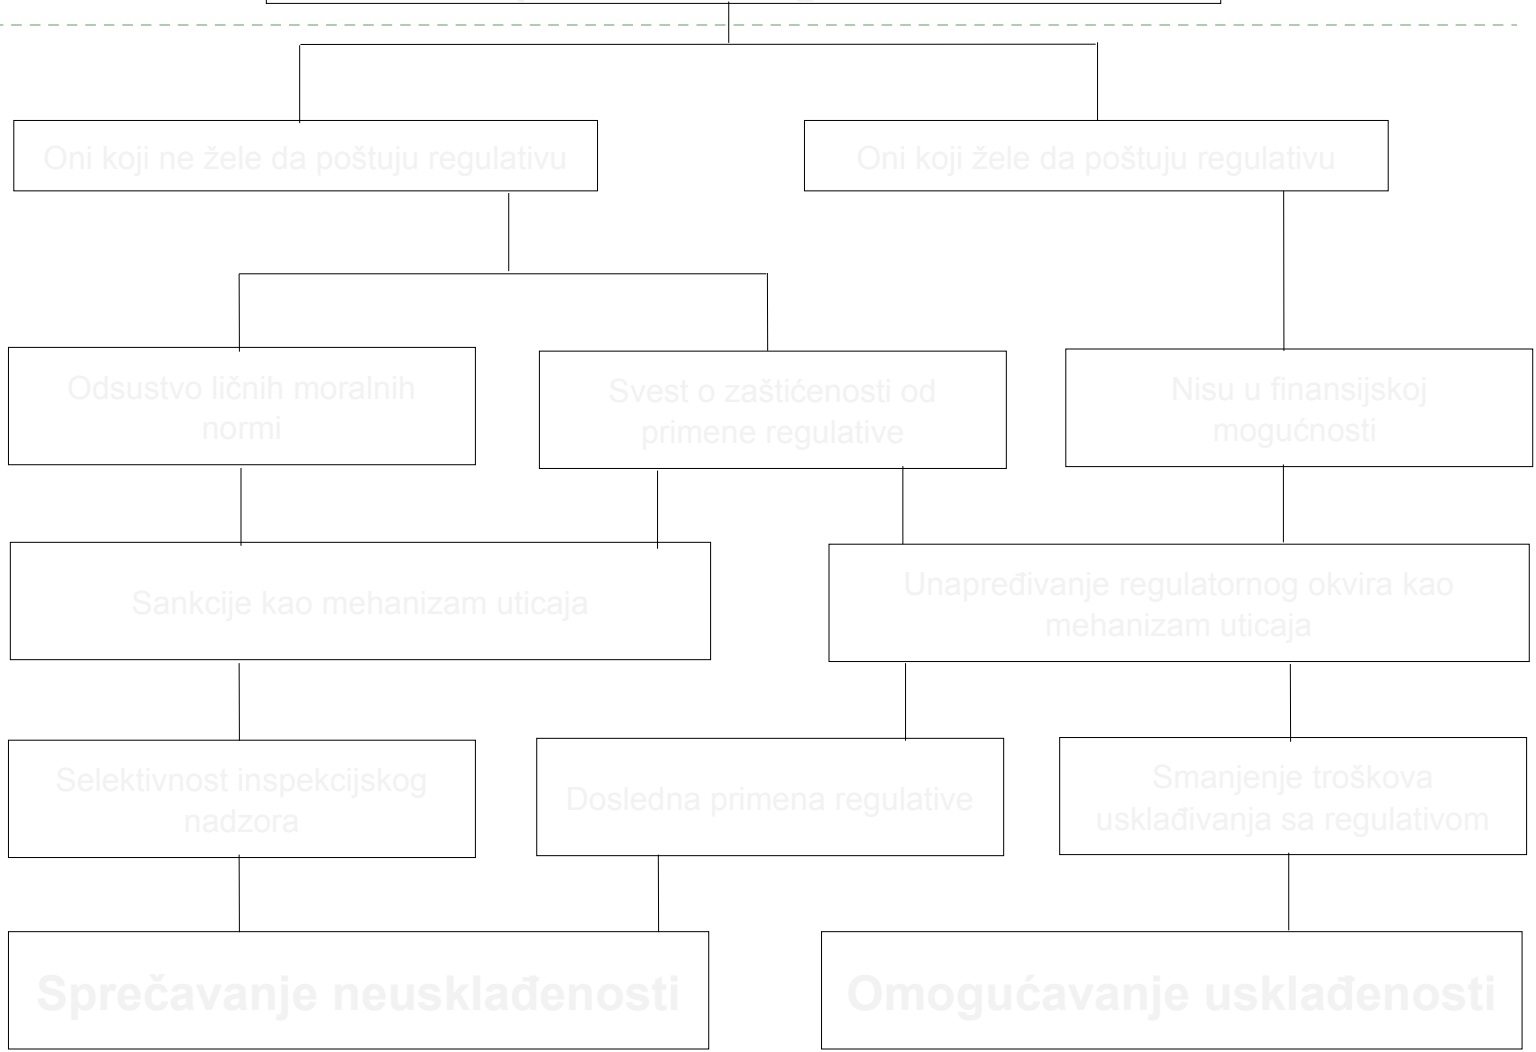 Oni koji ne žele da poštuju regulativu
Oni koji žele da poštuju regulativu
Odsustvo ličnih moralnih
normi
Svest o zaštićenosti od
primene regulative
Nisu u finansijskoj
mogućnosti
Sankcije kao mehanizam uticaja
Unapređivanje regulatornog okvira kao
mehanizam uticaja
Selektivnost inspekcijskog
nadzora
Dosledna primena regulative
Smanjenje troškova
usklađivanja sa regulativom
Sprečavanje neusklađenosti
Omogućavanje usklađenosti